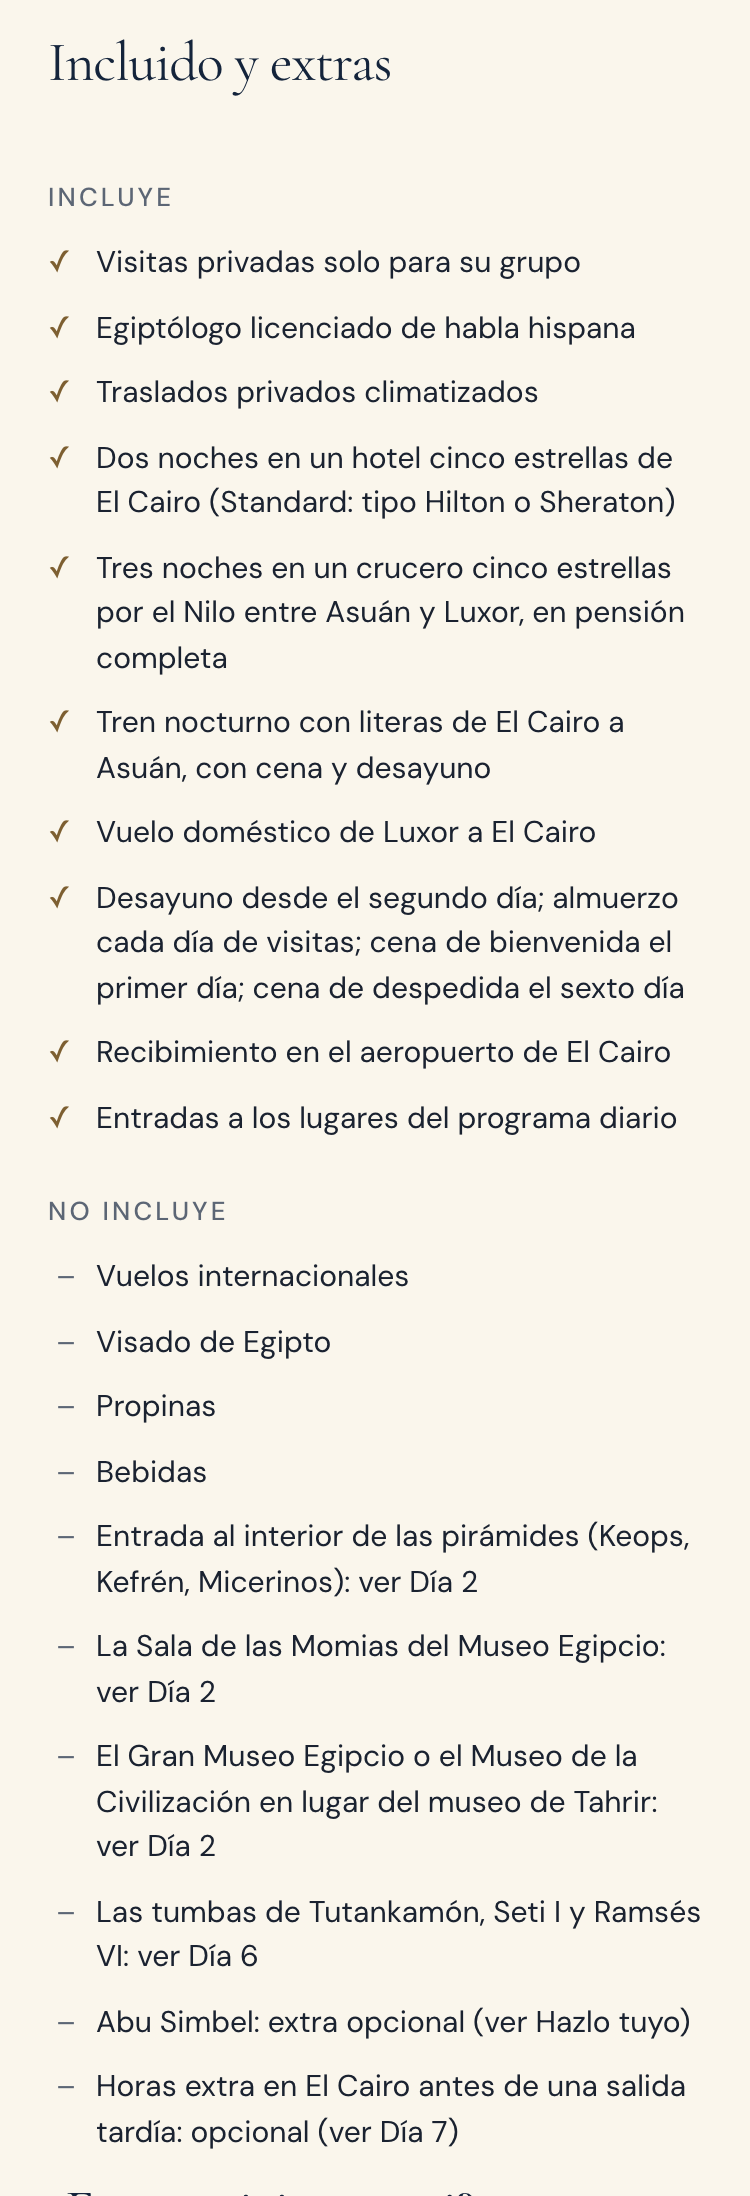 Incluido y extras
INCLUYE
✓ Visitas privadas solo para su grupo
✓ Egiptólogo licenciado de habla hispana
✓ Traslados privados climatizados
✓ Dos noches en un hotel cinco estrellas de
El Cairo (Standard: tipo Hilton o Sheraton)
✓ Tres noches en un crucero cinco estrellas
por el Nilo entre Asuán y Luxor, en pensión
completa
✓ Tren nocturno con literas de El Cairo a
Asuán, con cena y desayuno
✓ Vuelo doméstico de Luxor a El Cairo
✓ Desayuno desde el segundo día; almuerzo
cada día de visitas; cena de bienvenida el
primer día; cena de despedida el sexto día
✓ Recibimiento en el aeropuerto de El Cairo
✓ Entradas a los lugares del programa diario
NO INCLUYE
– Vuelos internacionales
– Visado de Egipto
– Propinas
– Bebidas
– Entrada al interior de las pirámides (Keops,
Kefrén, Micerinos): ver Día 2
– La Sala de las Momias del Museo Egipcio:
ver Día 2
– El Gran Museo Egipcio o el Museo de la
Civilización en lugar del museo de Tahrir:
ver Día 2
– Las tumbas de Tutankamón, Seti I y Ramsés
VI: ver Día 6
– Abu Simbel: extra opcional (ver Hazlo tuyo)
– Horas extra en El Cairo antes de una salida
tardía: opcional (ver Día 7)